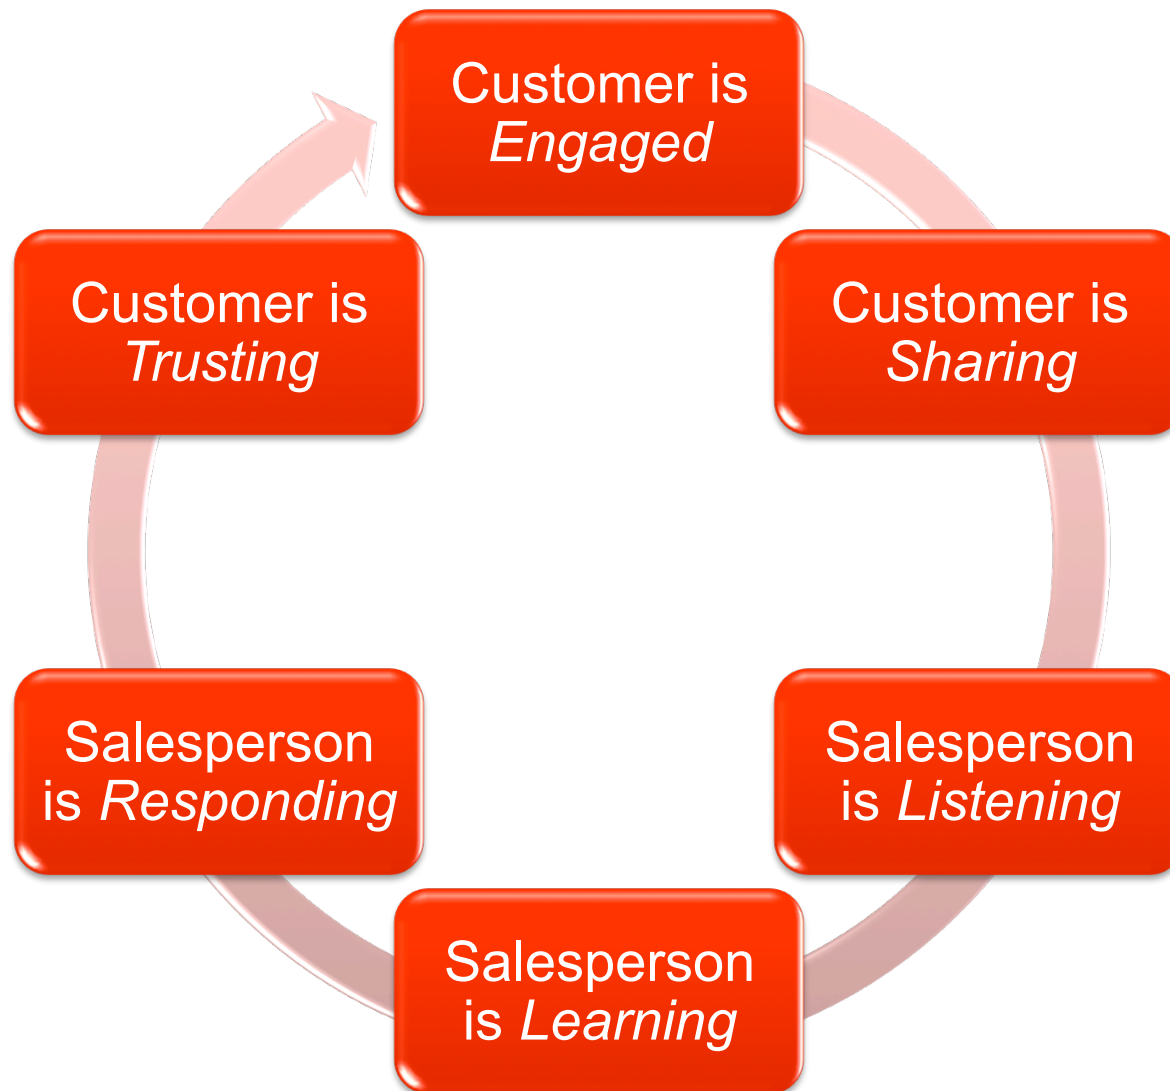 Customer is
Engaged
Customer is
Sharing
Salesperson
is Listening
Salesperson
is Learning
Salesperson
is Responding
Customer is
Trusting